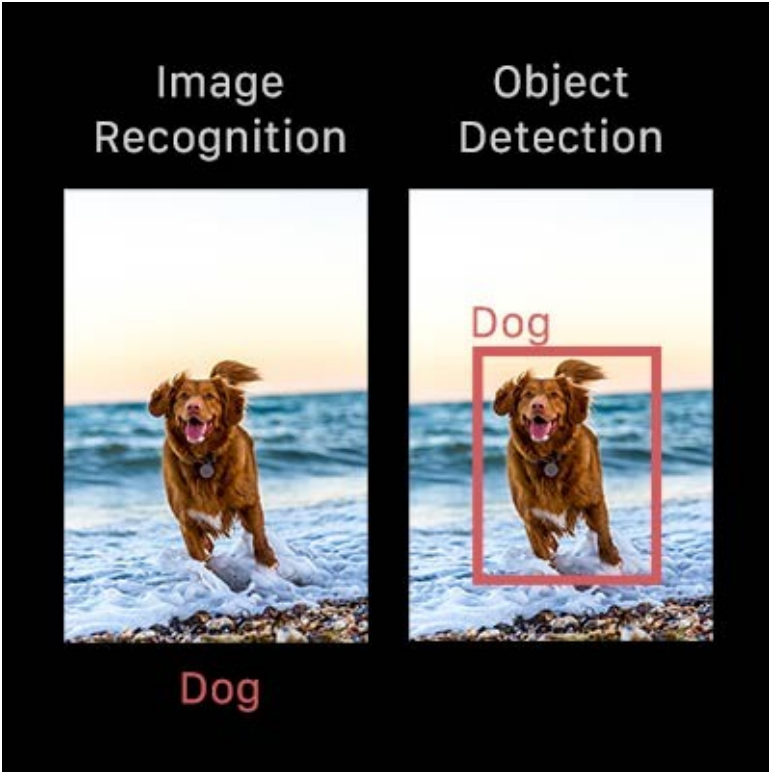 Image
Recognition
Object
Detection
Dog
Dog